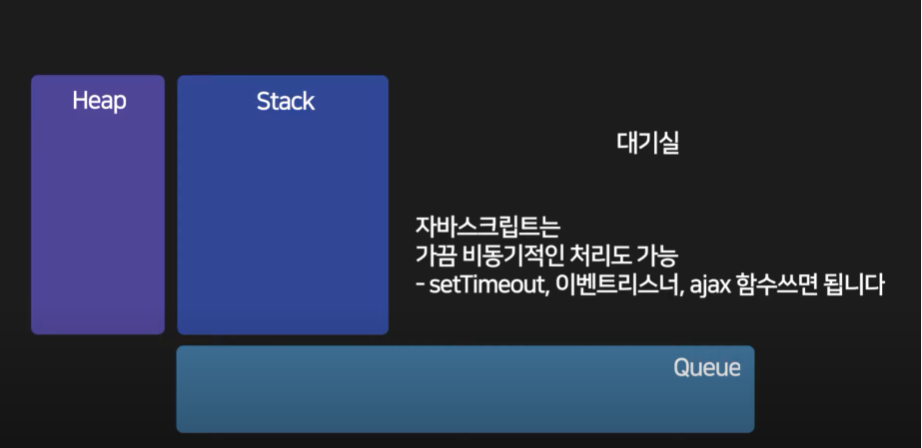 Heap
Stack
대기실
자바스크립트는
가끔 비동기적인 처리도 가능
- setTimeout, 이벤트리스너, ajax 함수쓰면 됩니다
Queue